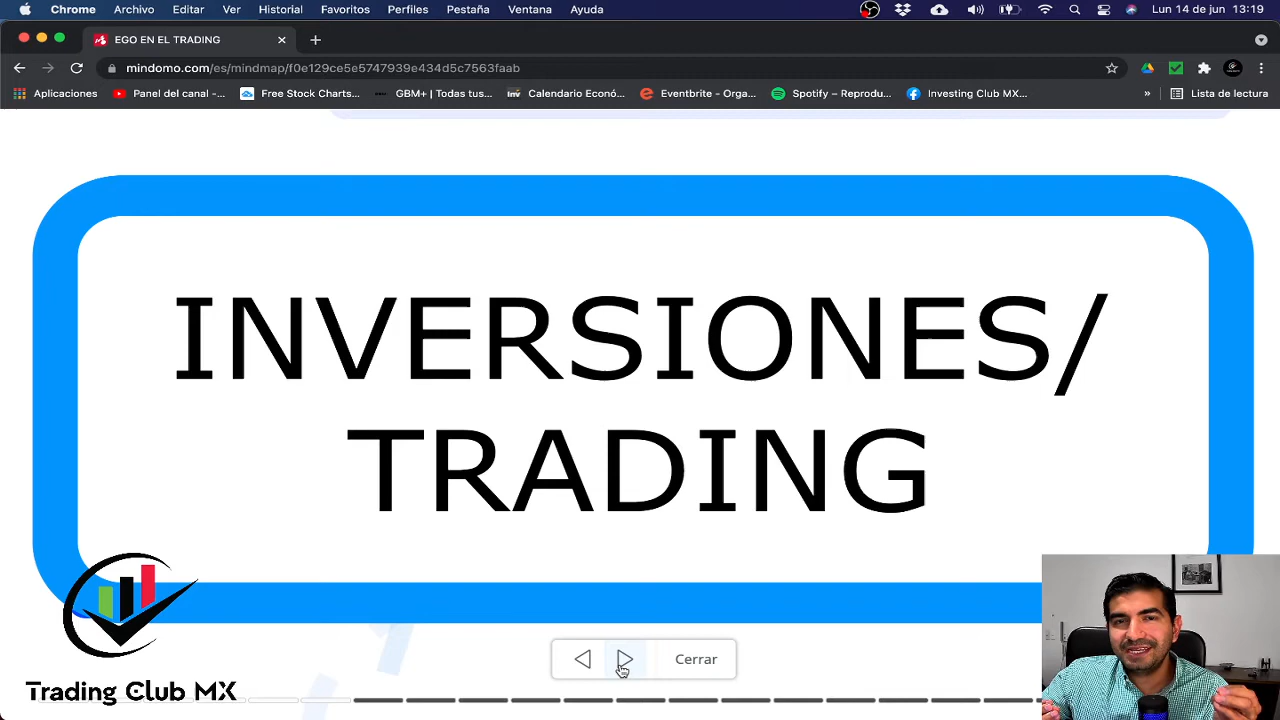 Chrome Archivo Editar Ver Historial Favoritos Perfiles Pestaña Ventana Ayuda Lun 14 de jun 13:19
EGO EN EL TRADING
mindomo.com/es/mindmap/f0e129ce5e5747939e434d5c7563faab
Aplicaciones Panel del canal -... Free Stock Charts... GBM+ | Todas tus... Calendario Econó... Eventbrite - Orga... Spotify – Reprodu... Investing Club MX... » Lista de lectura
INVERSIONES/
TRADING
Cerrar
Trading Club MX